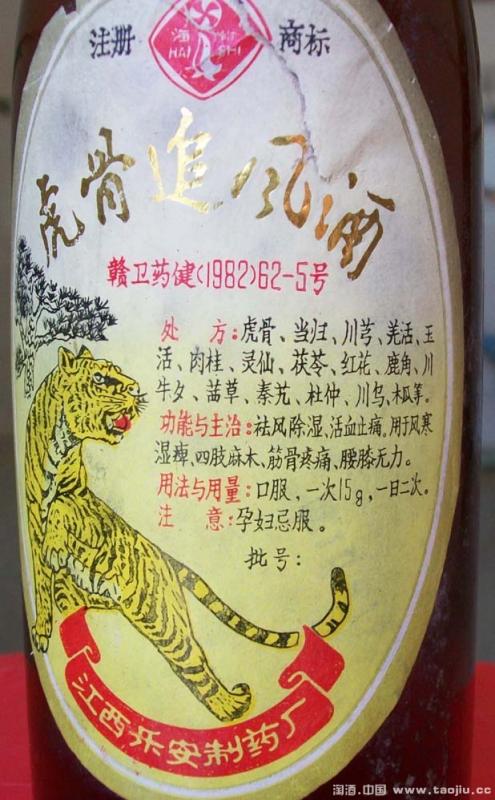 注册 商标
海
HAI SHI
虎骨追风酒
赣卫药健(1982)62-5号
处 方:虎骨、当归、川芎、羌活、玉
活、肉桂、灵仙、茯苓、红花、鹿角、川
牛夕、苗草、秦艽、杜仲、川乌、木瓜等。
功能与主治:祛风除湿、活血止痛。用于风寒
湿痺、四肢麻木、筋骨疼痛、腰膝无力。
用法与用量:口服,一次15g,一日二次。
注 意:孕妇忌服。
批号:
江西乐安制药厂
淘酒.中国 www.taojiu.cc